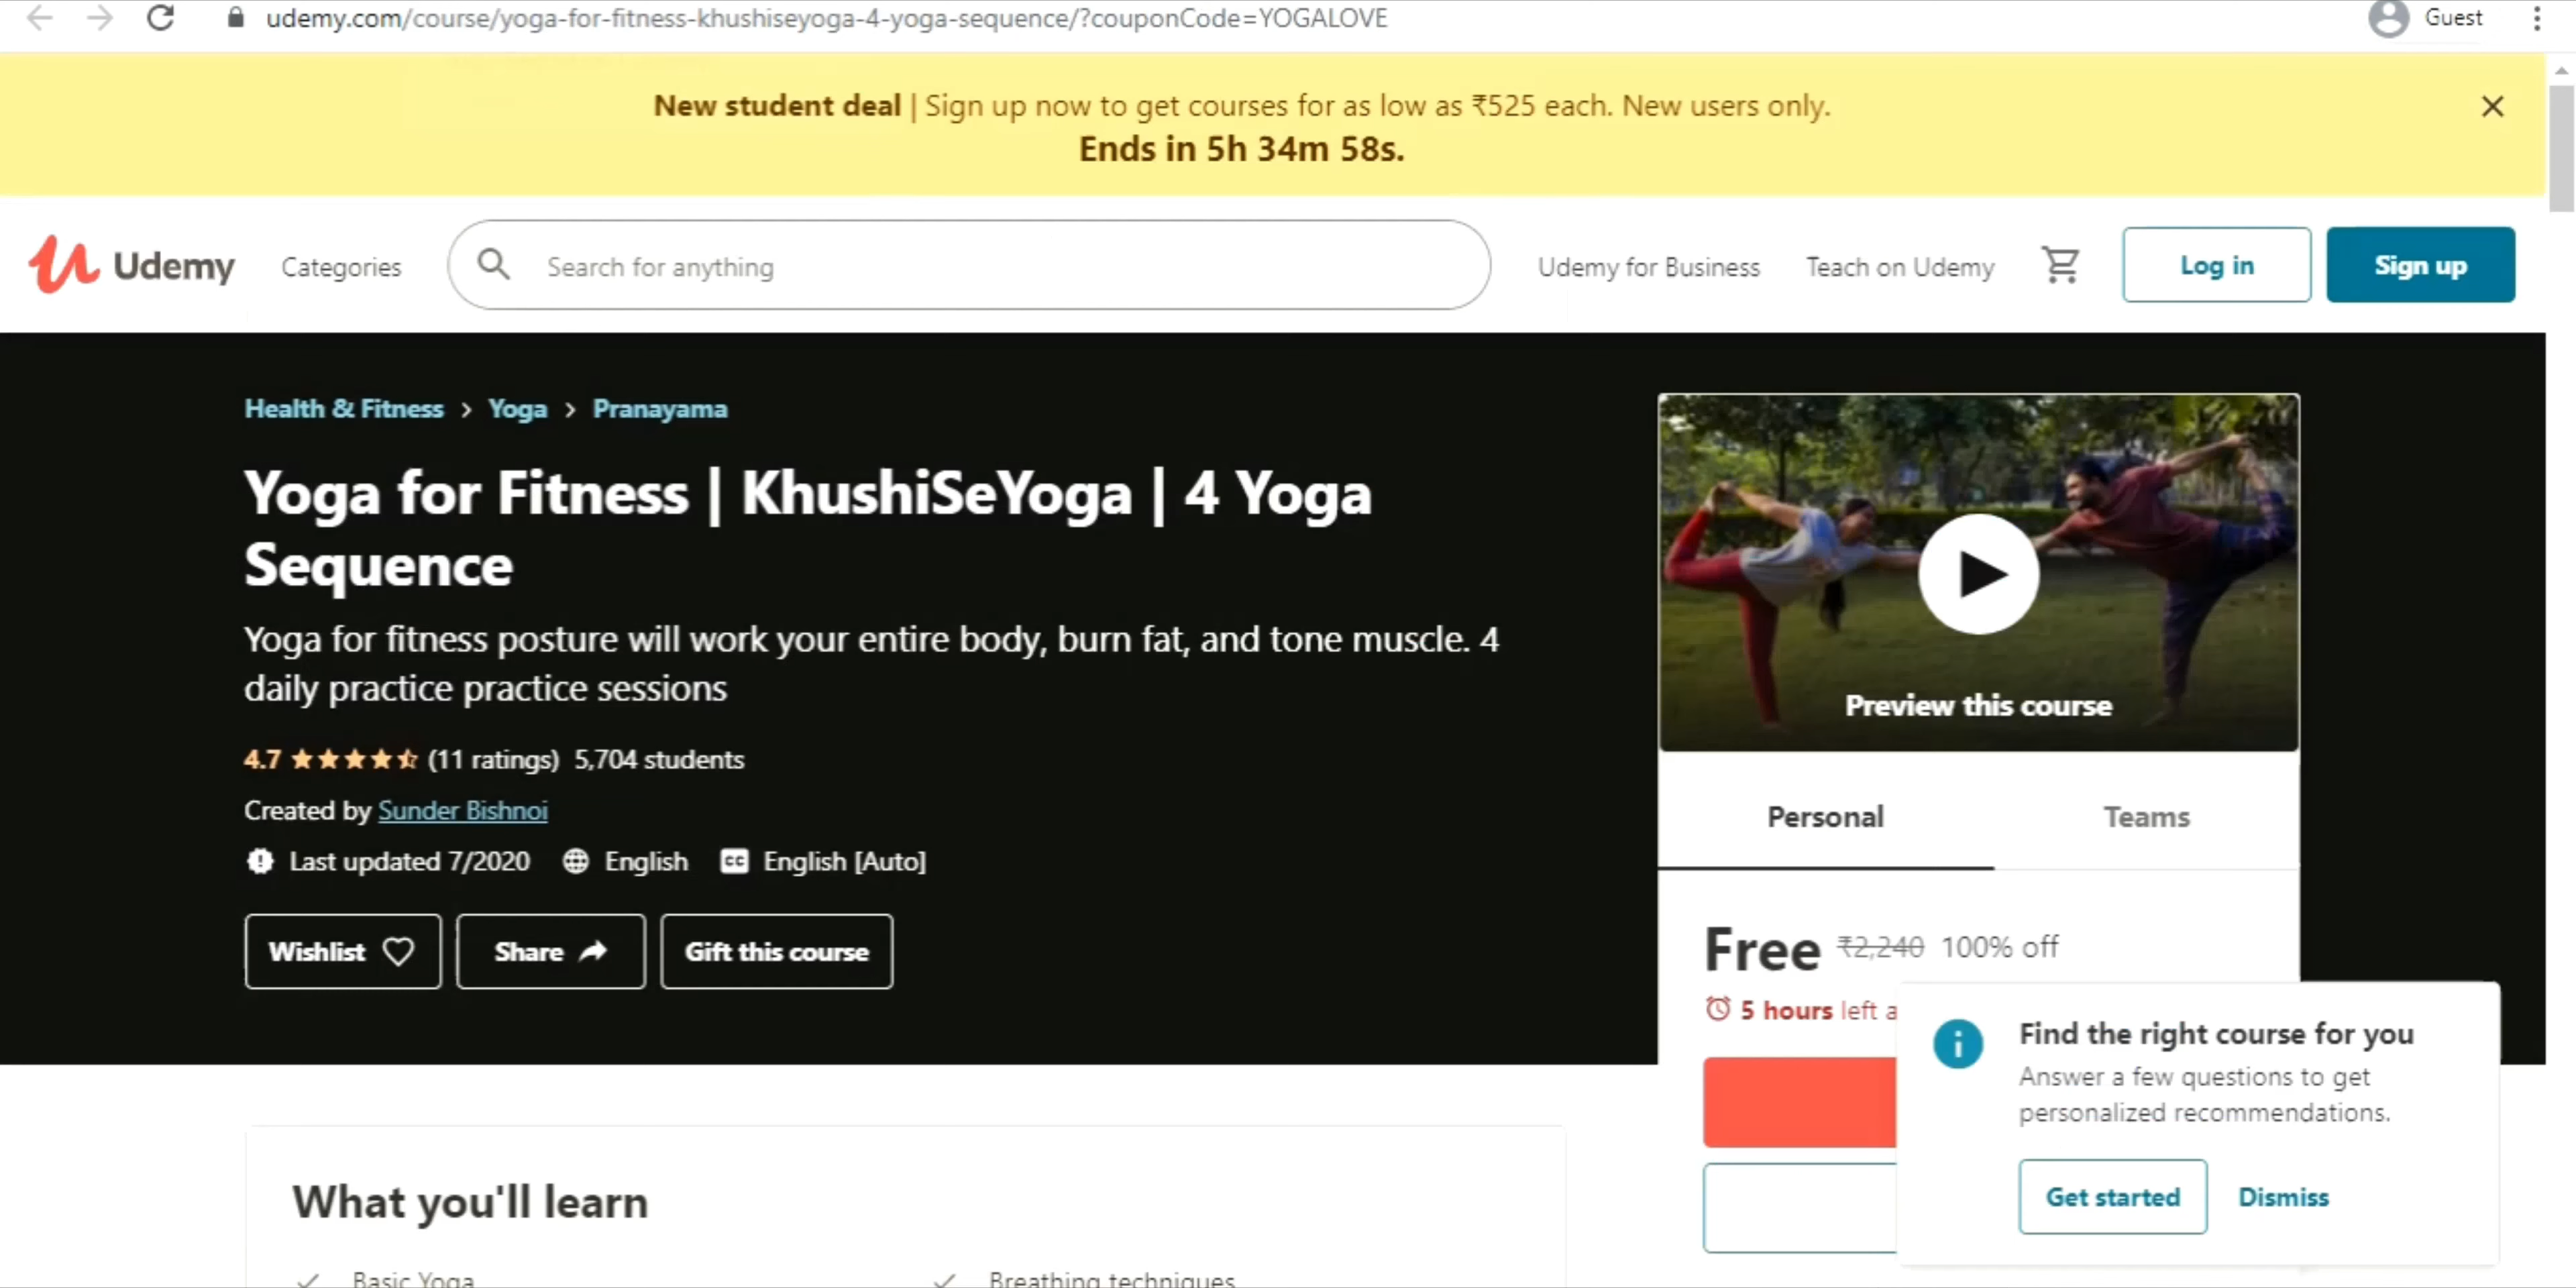 udemy.com/course/yoga-for-fitness-khushiseyoga-4-yoga-sequence/?couponCode=YOGALOVE
Guest
New student deal | Sign up now to get courses for as low as ₹525 each. New users only.
Ends in 5h 34m 58s.
Udemy
Categories
Search for anything
Udemy for Business
Teach on Udemy
Log in
Sign up
Health & Fitness > Yoga > Pranayama
Yoga for Fitness | KhushiSeYoga | 4 Yoga
Sequence
Yoga for fitness posture will work your entire body, burn fat, and tone muscle. 4
daily practice practice sessions
4.7 (11 ratings) 5,704 students
Created by Sunder Bishnoi
Last updated 7/2020 English CC English [Auto]
Wishlist
Share
Gift this course
Preview this course
Personal
Teams
Free ₹2,240 100% off
5 hours left a
Find the right course for you
Answer a few questions to get
personalized recommendations.
Get started
Dismiss
What you'll learn
Basic Yoga
Breathing techniques